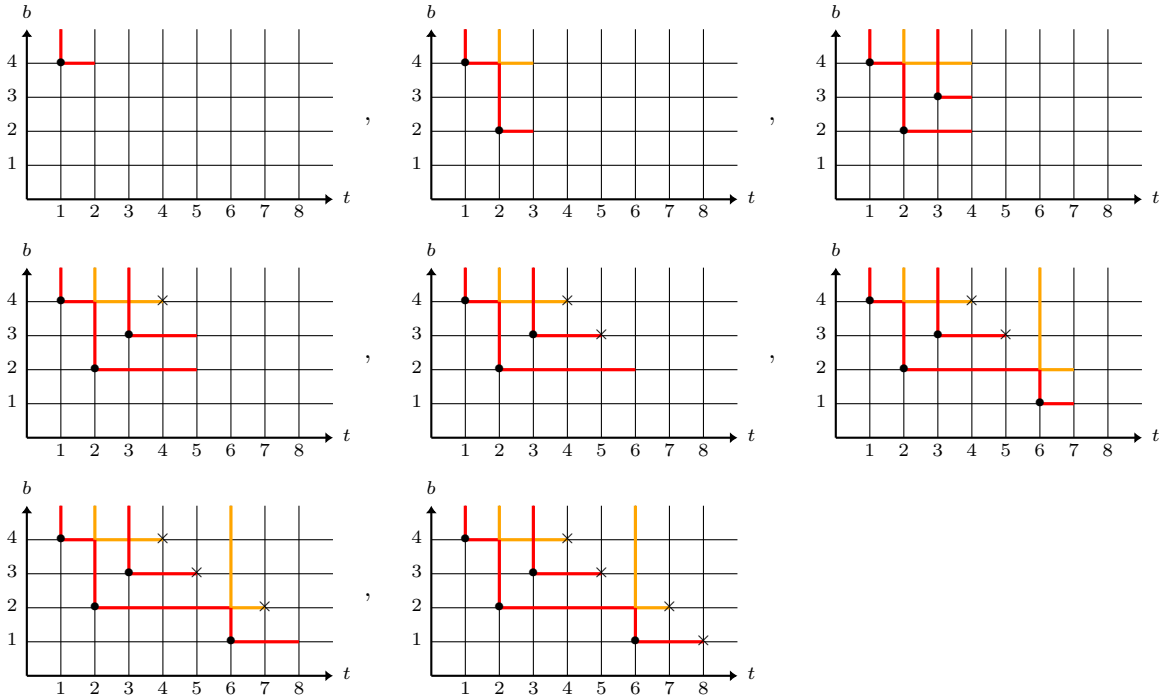 b b b
4 4 4
3 3 3
2 2 2
1 , 1 , 1
1 2 3 4 5 6 7 8 t 1 2 3 4 5 6 7 8 t 1 2 3 4 5 6 7 8 t
b b b
4 4 4
3 3 3
2 , 2 , 2
1 1 1
1 2 3 4 5 6 7 8 t 1 2 3 4 5 6 7 8 t 1 2 3 4 5 6 7 8 t
b b
4 4
3 3
2 , 2
1 1
1 2 3 4 5 6 7 8 t 1 2 3 4 5 6 7 8 t